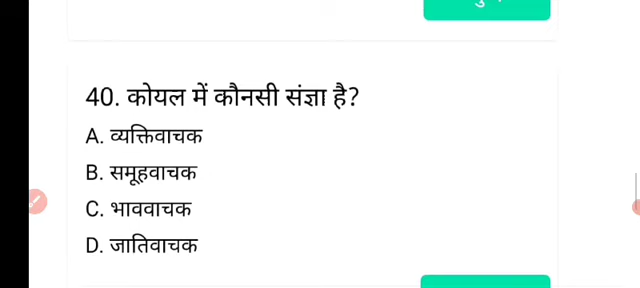 40. कोयल में कौनसी संज्ञा है?
A. व्यक्तिवाचक
B. समूहवाचक
C. भाववाचक
D. जातिवाचक